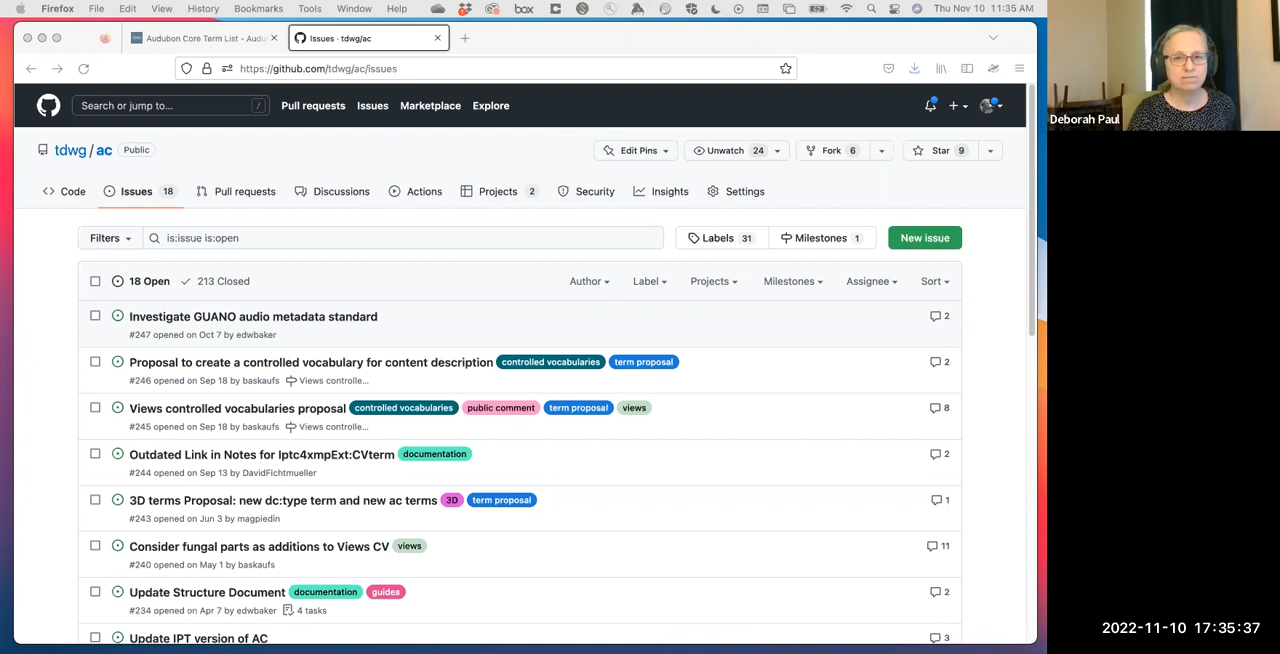 Firefox File Edit View History Bookmarks Tools Window Help box Thu Nov 10 11:35 AM
Audubon Core Term List - Audu Issues · tdwg/ac
https://github.com/tdwg/ac/issues
Search or jump to... / Pull requests Issues Marketplace Explore
tdwg / ac Public Edit Pins Unwatch 24 Fork 6 Star 9
Code Issues 18 Pull requests Discussions Actions Projects 2 Security Insights Settings
Filters is:issue is:open Labels 31 Milestones 1 New issue
18 Open 213 Closed Author Label Projects Milestones Assignee Sort
Investigate GUANO audio metadata standard 2
#247 opened on Oct 7 by edwbaker
Proposal to create a controlled vocabulary for content description controlled vocabularies term proposal 2
#246 opened on Sep 18 by baskaufs Views controlle...
Views controlled vocabularies proposal controlled vocabularies public comment term proposal views 8
#245 opened on Sep 18 by baskaufs Views controlle...
Outdated Link in Notes for Iptc4xmpExt:CVterm documentation 2
#244 opened on Sep 13 by DavidFichtmueller
3D terms Proposal: new dc:type term and new ac terms 3D term proposal 1
#243 opened on Jun 3 by magpiedin
Consider fungal parts as additions to Views CV views 11
#240 opened on May 1 by baskaufs
Update Structure Document documentation guides 2
#234 opened on Apr 7 by edwbaker 4 tasks
Update IPT version of AC 3
Deborah Paul
2022-11-10 17:35:37